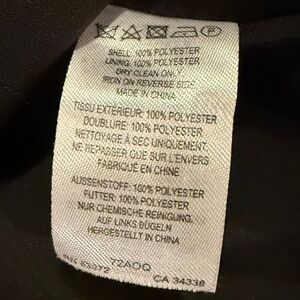 SHELL: 100% POLYESTER
LINING: 100% POLYESTER
DRY CLEAN ONLY
IRON ON REVERSE SIDE
MADE IN CHINA
TISSU EXTÉRIEUR: 100% POLYESTER
DOUBLURE: 100% POLYESTER
NETTOYAGE À SEC UNIQUEMENT.
NE REPASSER QUE SUR L'ENVERS
FABRIQUÉ EN CHINE
AUSSENSTOFF: 100% POLYESTER
FUTTER: 100% POLYESTER
NUR CHEMISCHE REINIGUNG.
AUF LINKS BÜGELN
HERGESTELLT IN CHINA
72AOQ
CA 34338